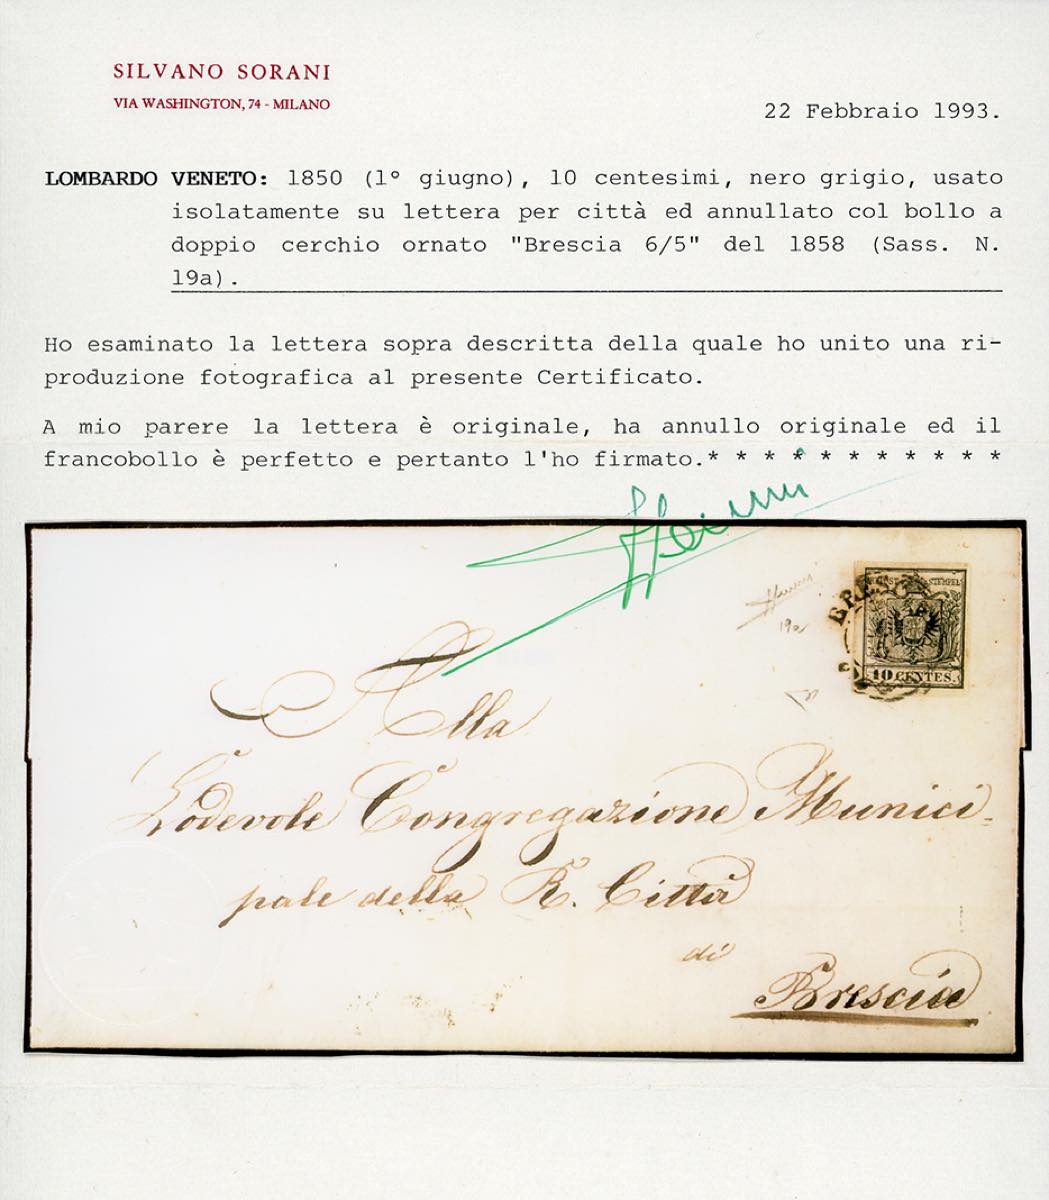 SILVANO SORANI
VIA WASHINGTON, 74 - MILANO
22 Febbraio 1993.
LOMBARDO VENETO: 1850 (1° giugno), 10 centesimi, nero grigio, usato
isolatamente su lettera per città ed annullato col bollo a
doppio cerchio ornato "Brescia 6/5" del 1858 (Sass. N.
19a).
Ho esaminato la lettera sopra descritta della quale ho unito una ri-
produzione fotografica al presente Certificato.
A mio parere la lettera è originale, ha annullo originale ed il
francobollo è perfetto e pertanto l'ho firmato.* * * * * * * * * * *
19a
STEMPEL
BRES
10 CENTES.
Alla
Lodevole Congregazione Munici-
pale della R. Città
di
Brescia